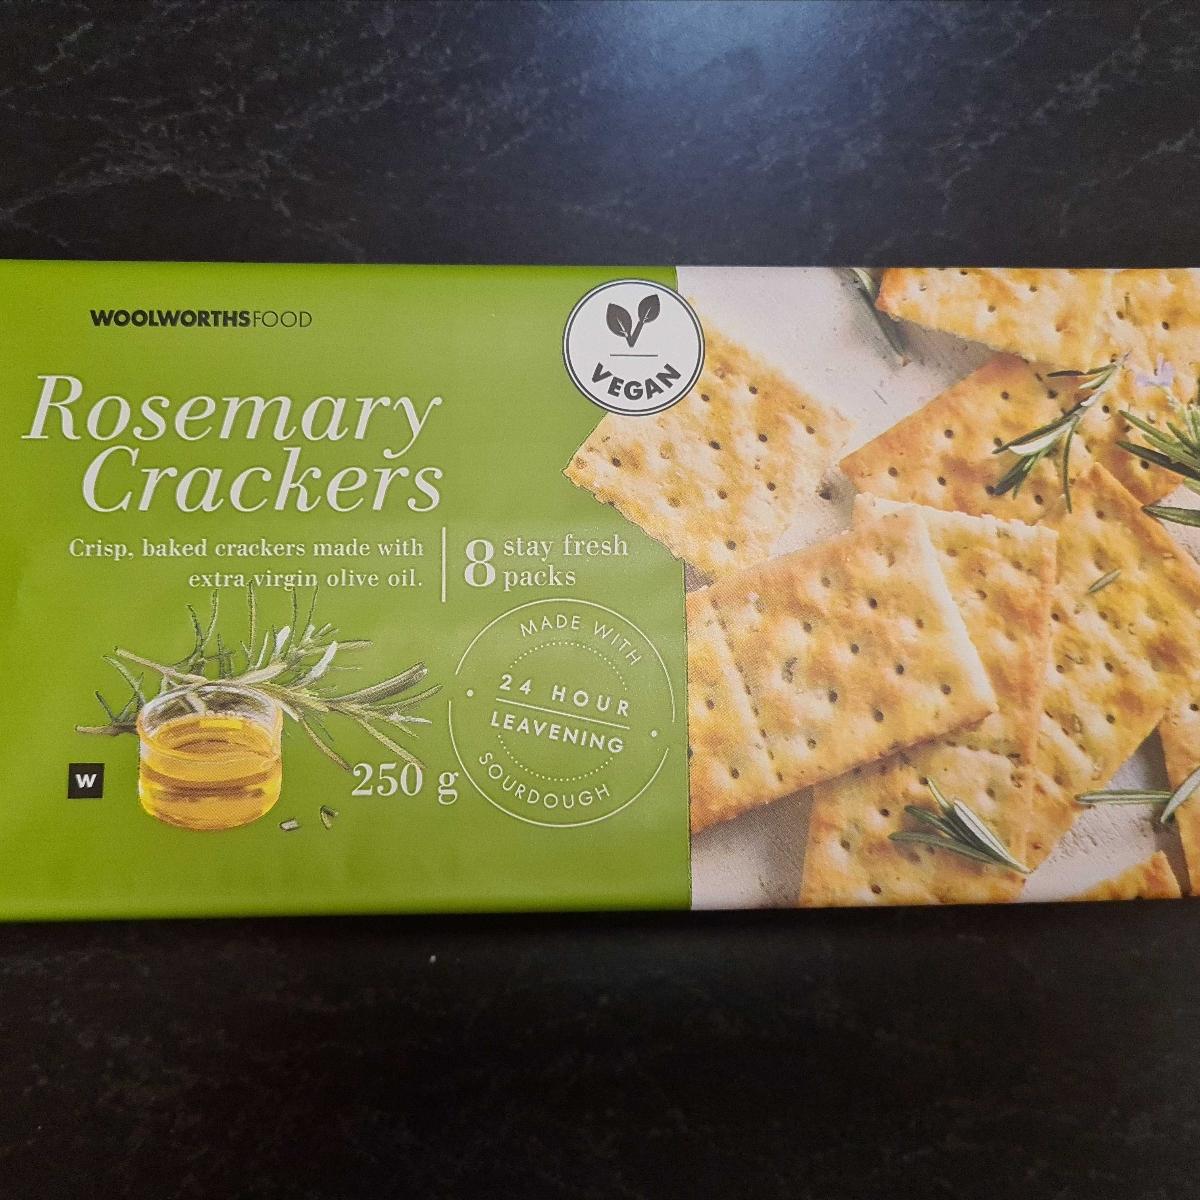 WOOLWORTHSFOOD
VEGAN
Rosemary
Crackers
Crisp, baked crackers made with
extra virgin olive oil.
8 stay fresh
packs
MADE WITH
24 HOUR
LEAVENING
SOURDOUGH
W
250 g